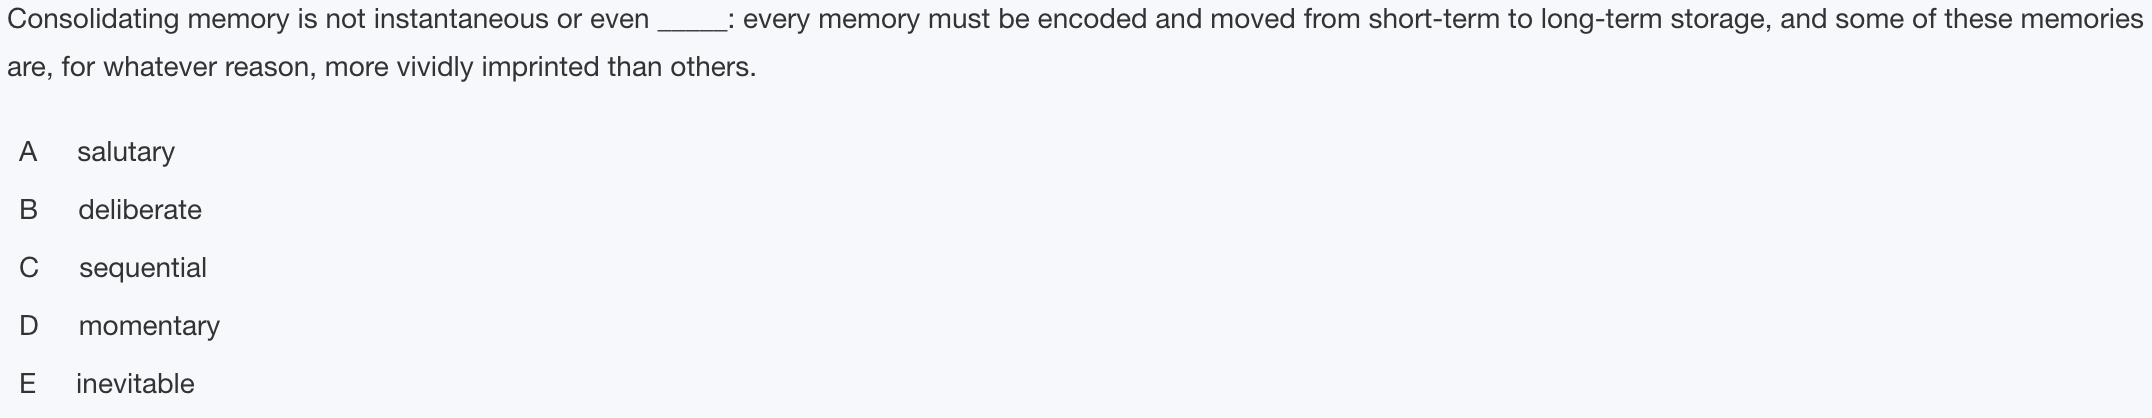 Consolidating memory is not instantaneous or even _____: every memory must be encoded and moved from short-term to long-term storage, and some of these memories
are, for whatever reason, more vividly imprinted than others.
A salutary
B deliberate
C sequential
D momentary
E inevitable